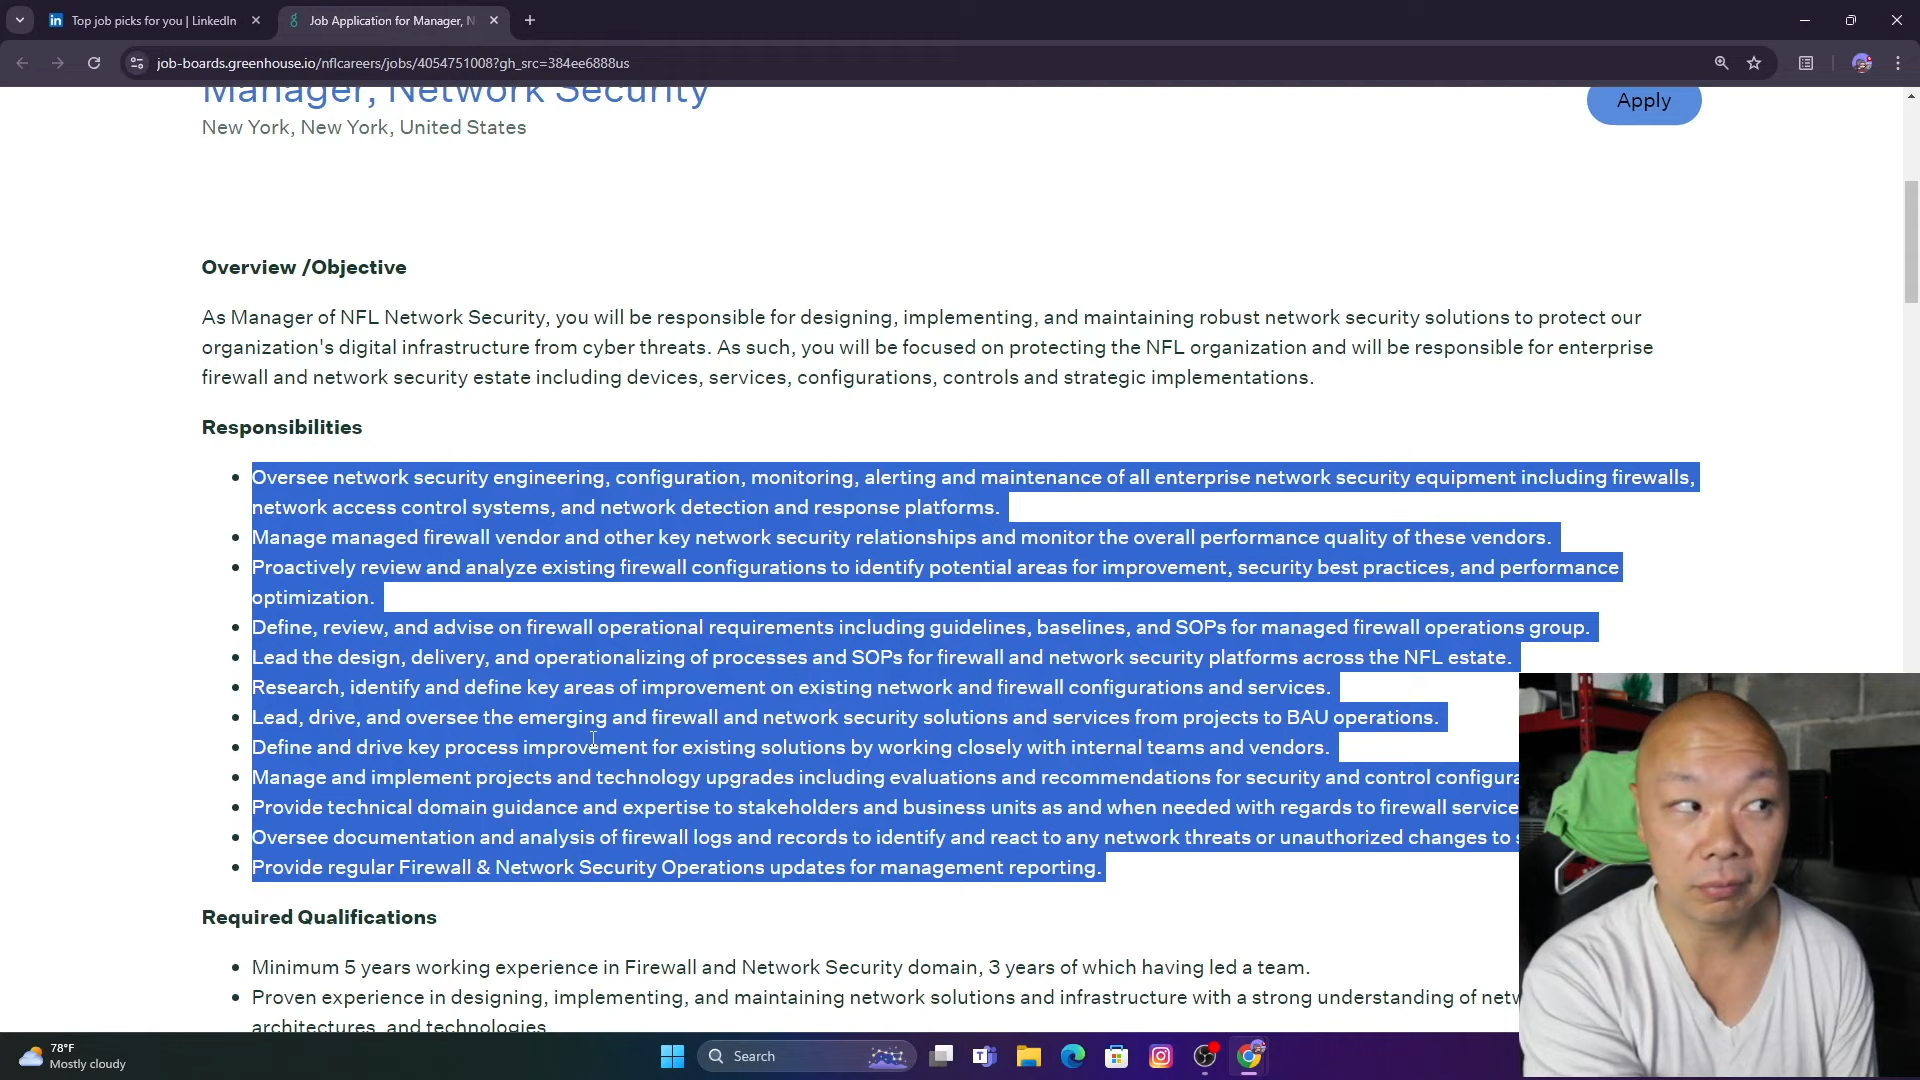 Top job picks for you | LinkedIn
Job Application for Manager, N
job-boards.greenhouse.io/nflcareers/jobs/4054751008?gh_src=384ee6888us
Manager, Network Security
Apply
New York, New York, United States
Overview /Objective
As Manager of NFL Network Security, you will be responsible for designing, implementing, and maintaining robust network security solutions to protect our
organization's digital infrastructure from cyber threats. As such, you will be focused on protecting the NFL organization and will be responsible for enterprise
firewall and network security estate including devices, services, configurations, controls and strategic implementations.
Responsibilities
Oversee network security engineering, configuration, monitoring, alerting and maintenance of all enterprise network security equipment including firewalls,
network access control systems, and network detection and response platforms.
Manage managed firewall vendor and other key network security relationships and monitor the overall performance quality of these vendors.
Proactively review and analyze existing firewall configurations to identify potential areas for improvement, security best practices, and performance
optimization.
Define, review, and advise on firewall operational requirements including guidelines, baselines, and SOPs for managed firewall operations group.
Lead the design, delivery, and operationalizing of processes and SOPs for firewall and network security platforms across the NFL estate.
Research, identify and define key areas of improvement on existing network and firewall configurations and services.
Lead, drive, and oversee the emerging and firewall and network security solutions and services from projects to BAU operations.
Define and drive key process improvement for existing solutions by working closely with internal teams and vendors.
Manage and implement projects and technology upgrades including evaluations and recommendations for security and control configura
Provide technical domain guidance and expertise to stakeholders and business units as and when needed with regards to firewall service
Oversee documentation and analysis of firewall logs and records to identify and react to any network threats or unauthorized changes to s
Provide regular Firewall & Network Security Operations updates for management reporting.
Required Qualifications
Minimum 5 years working experience in Firewall and Network Security domain, 3 years of which having led a team.
Proven experience in designing, implementing, and maintaining network solutions and infrastructure with a strong understanding of netw
architectures, and technologies
78°F
Mostly cloudy
Search